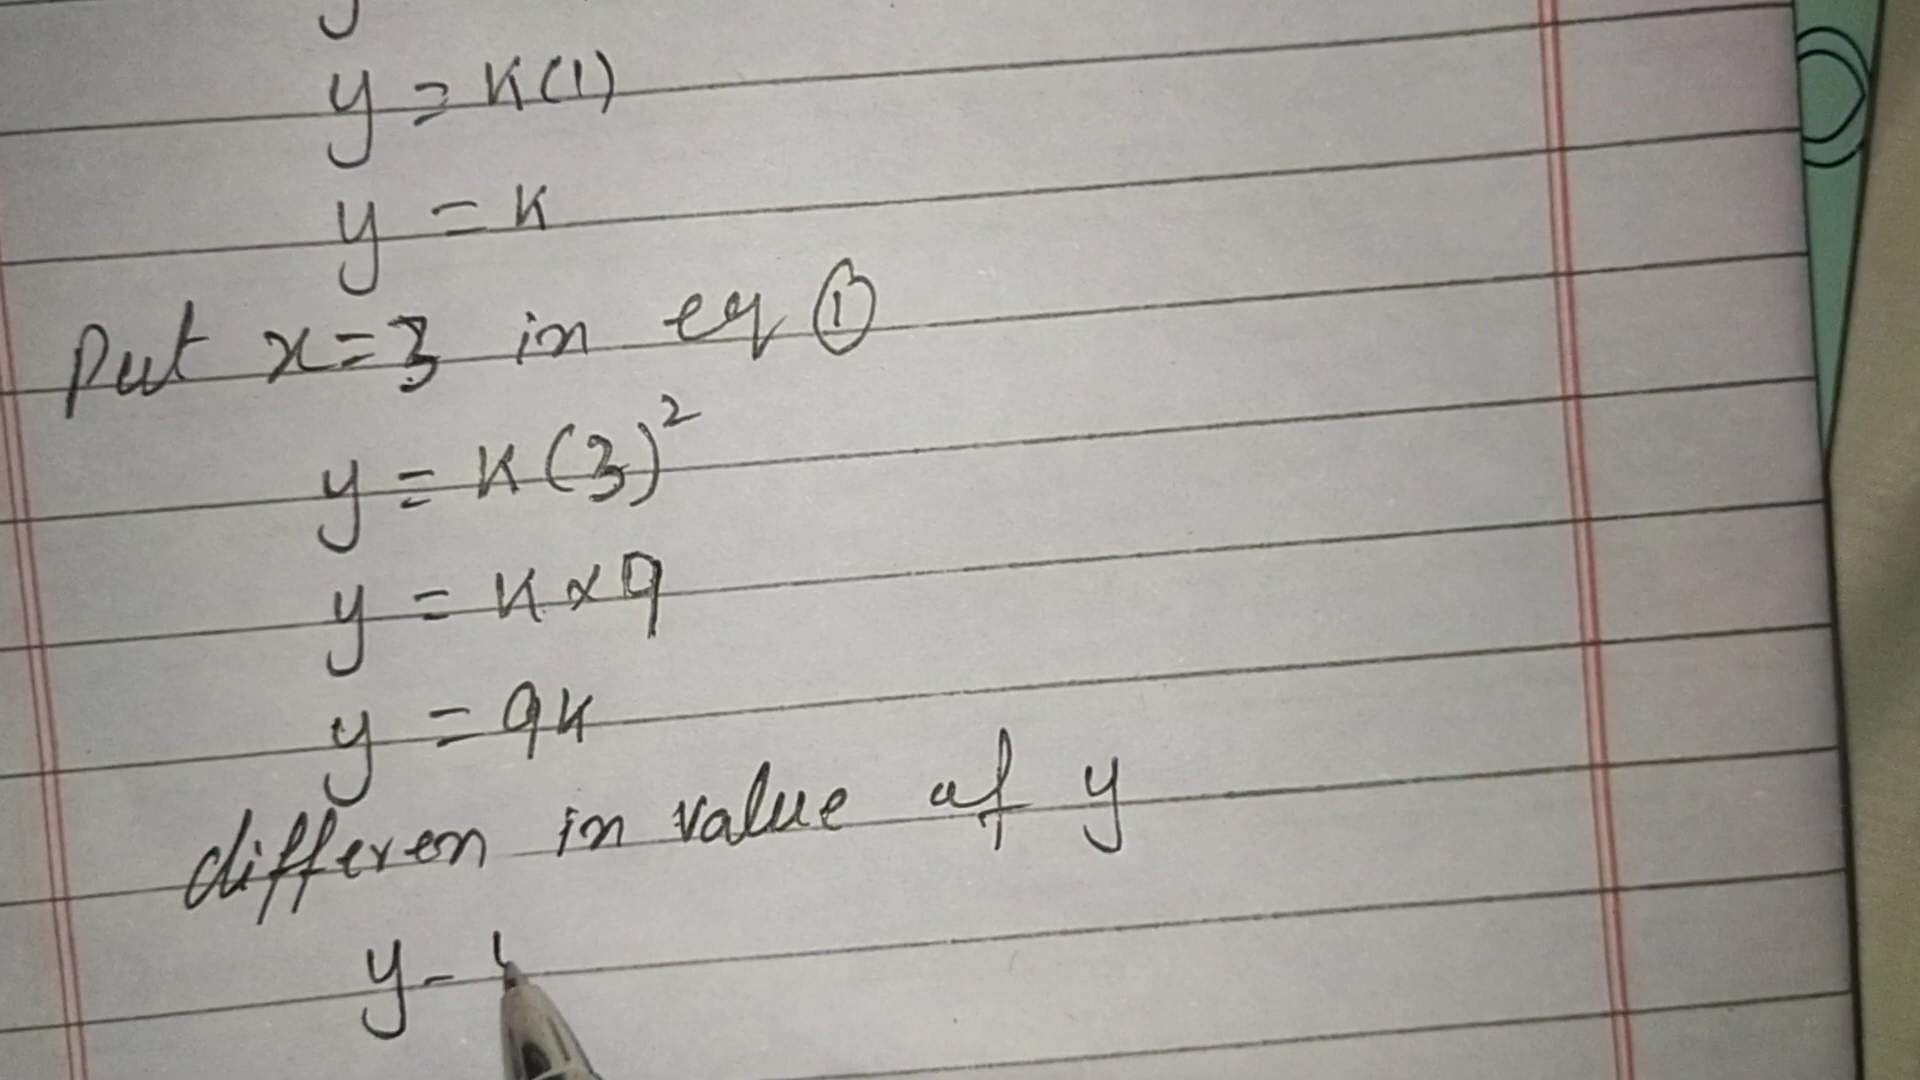 y = K(1)
y = K
Put x=3 in eq ①
y = K(3)²
y = K×9
y = 9K
differen in value of y
y -